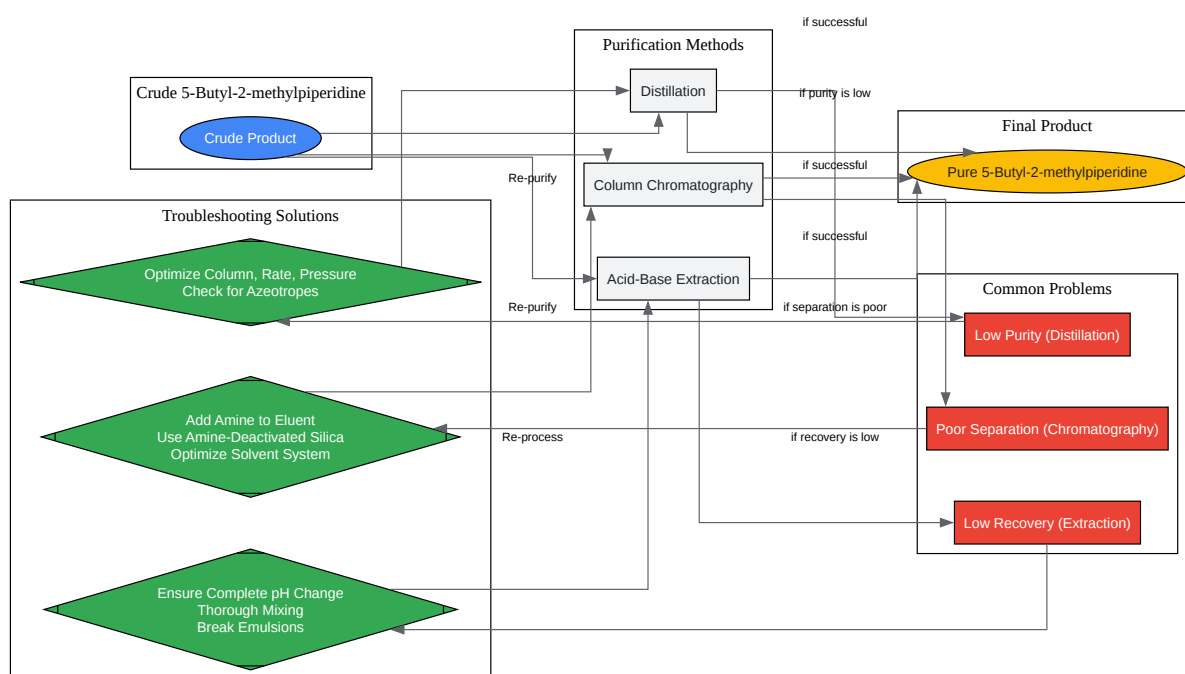 if successful
Purification Methods
Distillation
if purity is low
Crude 5-Butyl-2-methylpiperidine
Crude Product
Final Product
Pure 5-Butyl-2-methylpiperidine
if successful
Column Chromatography
Re-purify
Troubleshooting Solutions
if successful
Optimize Column, Rate, Pressure
Check for Azeotropes
Acid-Base Extraction
Common Problems
Re-purify
if separation is poor
Low Purity (Distillation)
Add Amine to Eluent
Use Amine-Deactivated Silica
Optimize Solvent System
Re-process
if recovery is low
Poor Separation (Chromatography)
Low Recovery (Extraction)
Ensure Complete pH Change
Thorough Mixing
Break Emulsions